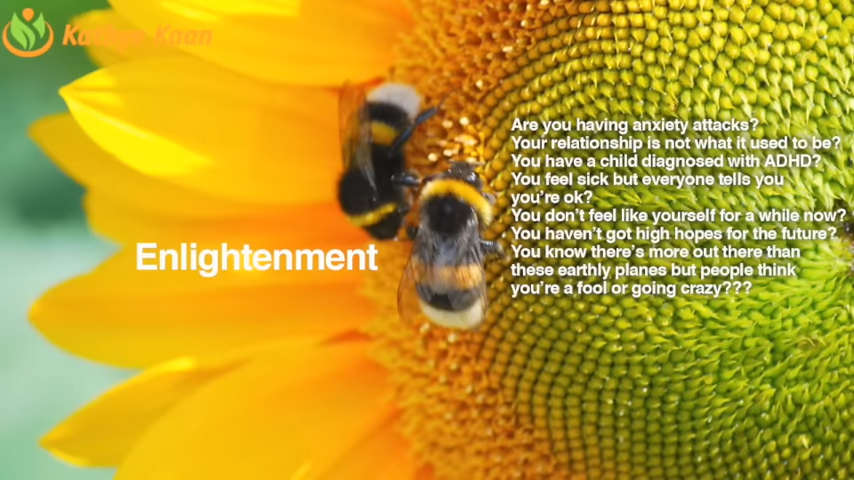 Kaan
Are you having anxiety attacks?
Your relationship is not what it used to be?
You have a child diagnosed with ADHD?
You feel sick but everyone tells you
you're ok?
You don't feel like yourself for a while now?
You haven't got high hopes for the future?
You know there's more out there than
these earthly planes but people think
you're a fool or going crazy???
Enlightenment